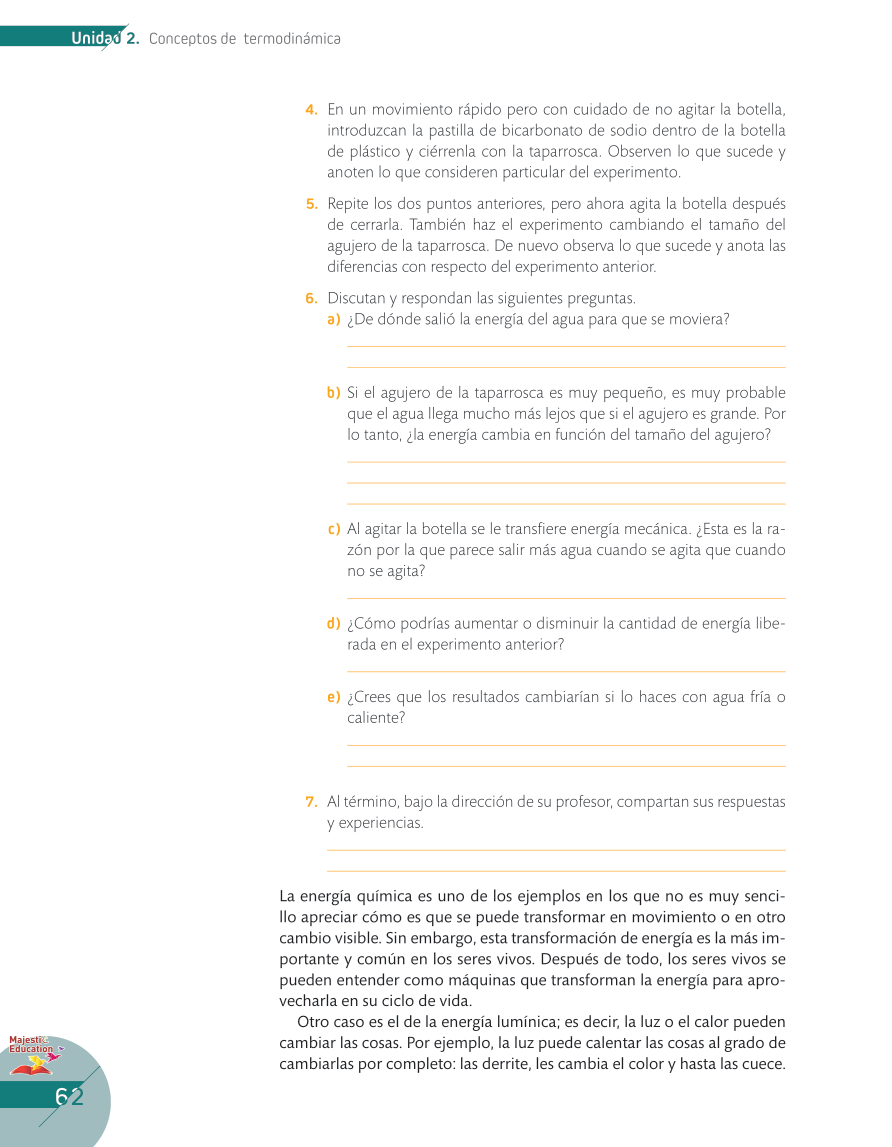 Unidad 2. Conceptos de termodinámica
4. En un movimiento rápido pero con cuidado de no agitar la botella,
introduzcan la pastilla de bicarbonato de sodio dentro de la botella
de plástico y ciérrenla con la taparrosca. Observen lo que sucede y
anoten lo que consideren particular del experimento.
5. Repite los dos puntos anteriores, pero ahora agita la botella después
de cerrarla. También haz el experimento cambiando el tamaño del
agujero de la taparrosca. De nuevo observa lo que sucede y anota las
diferencias con respecto del experimento anterior.
6. Discutan y respondan las siguientes preguntas.
a) ¿De dónde salió la energía del agua para que se moviera?
b) Si el agujero de la taparrosca es muy pequeño, es muy probable
que el agua llega mucho más lejos que si el agujero es grande. Por
lo tanto, ¿la energía cambia en función del tamaño del agujero?
c) Al agitar la botella se le transfiere energía mecánica. ¿Esta es la ra-
zón por la que parece salir más agua cuando se agita que cuando
no se agita?
d) ¿Cómo podrías aumentar o disminuir la cantidad de energía libe-
rada en el experimento anterior?
e) ¿Crees que los resultados cambiarían si lo haces con agua fría o
caliente?
7. Al término, bajo la dirección de su profesor, compartan sus respuestas
y experiencias.
La energía química es uno de los ejemplos en los que no es muy senci-
llo apreciar cómo es que se puede transformar en movimiento o en otro
cambio visible. Sin embargo, esta transformación de energía es la más im-
portante y común en los seres vivos. Después de todo, los seres vivos se
pueden entender como máquinas que transforman la energía para apro-
vecharla en su ciclo de vida.
Otro caso es el de la energía lumínica; es decir, la luz o el calor pueden
cambiar las cosas. Por ejemplo, la luz puede calentar las cosas al grado de
cambiarlas por completo: las derrite, les cambia el color y hasta las cuece.
Majestic
Education
62